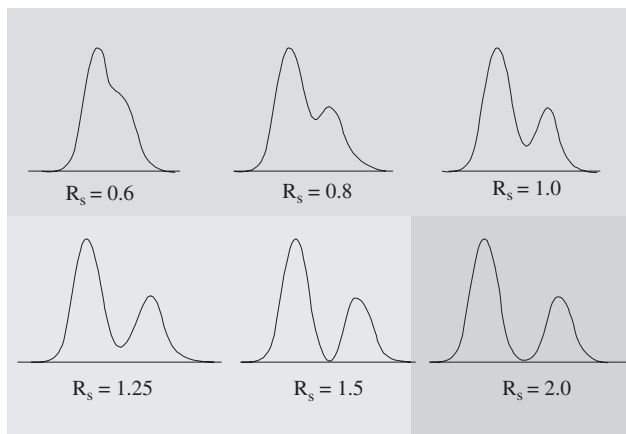 Rs = 0.6
Rs = 0.8
Rs = 1.0
Rs = 1.25
Rs = 1.5
Rs = 2.0